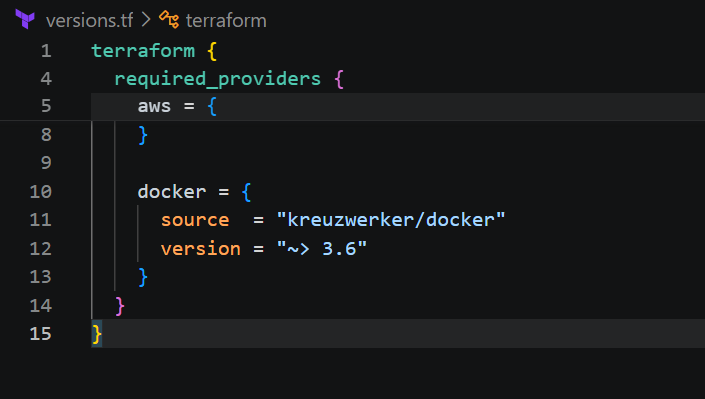 versions.tf > terraform
1 terraform {
4 required_providers {
5 aws = {
8 }
9
10 docker = {
11 source = "kreuzwerker/docker"
12 version = "~> 3.6"
13 }
14 }
15 }